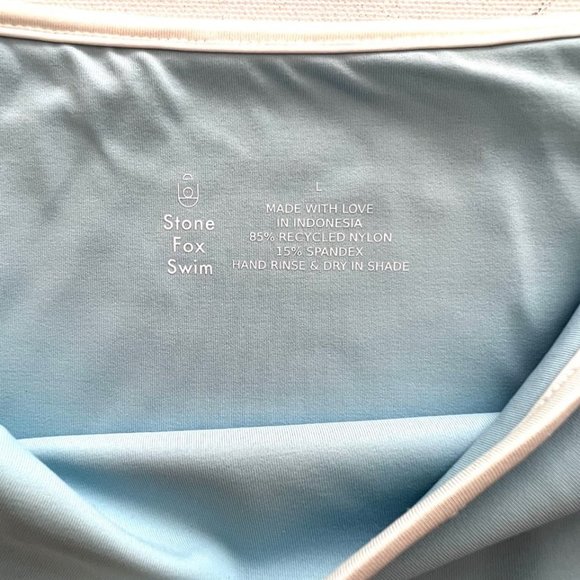 Stone
Fox
Swim
L
MADE WITH LOVE
IN INDONESIA
85% RECYCLED NYLON
15% SPANDEX
HAND RINSE & DRY IN SHADE